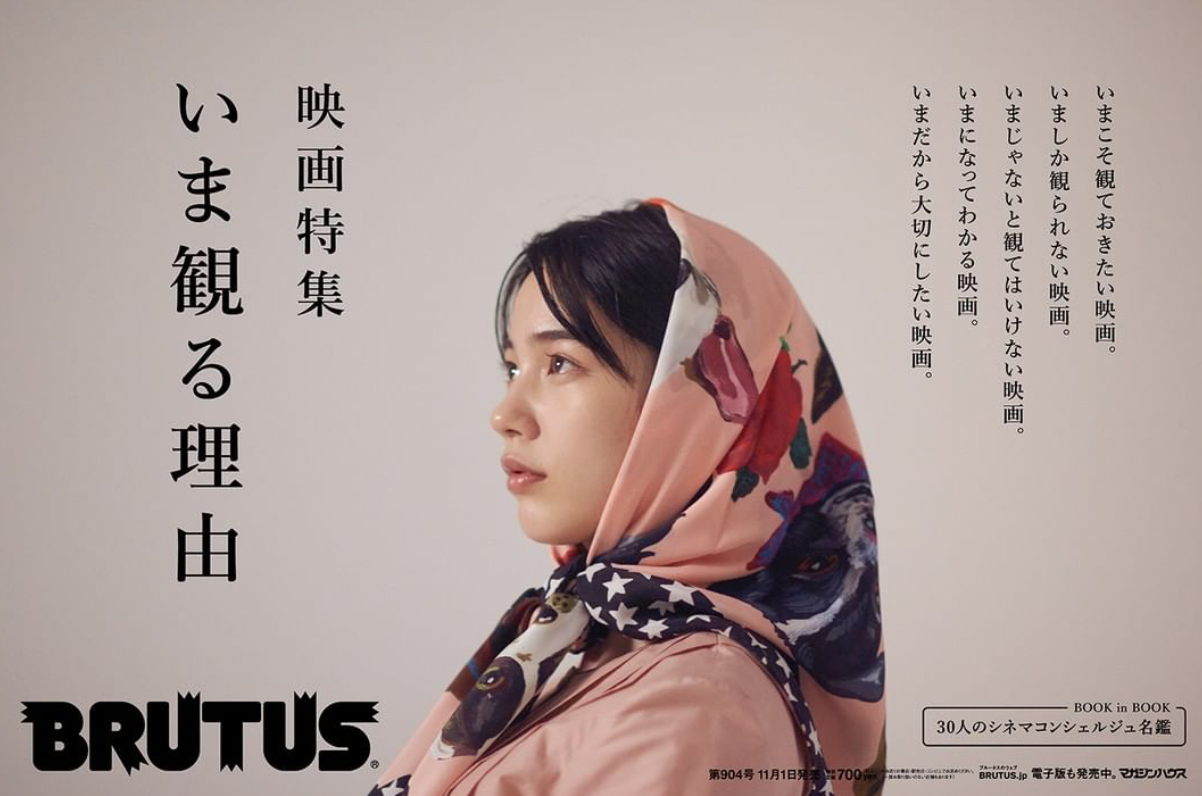 いまこそ観ておきたい映画。
いましか観られない映画。
いまじゃないと観てはいけない映画。
いまになってわかる映画。
いまだから大切にしたい映画。
映画特集
いま観る理由
BRUTUS®
BOOK in BOOK
30人のシネマコンシェルジュ名鑑
第904号 11月1日発売 700 BRUTUS.jp 電子版も発売中。マガジンハウス